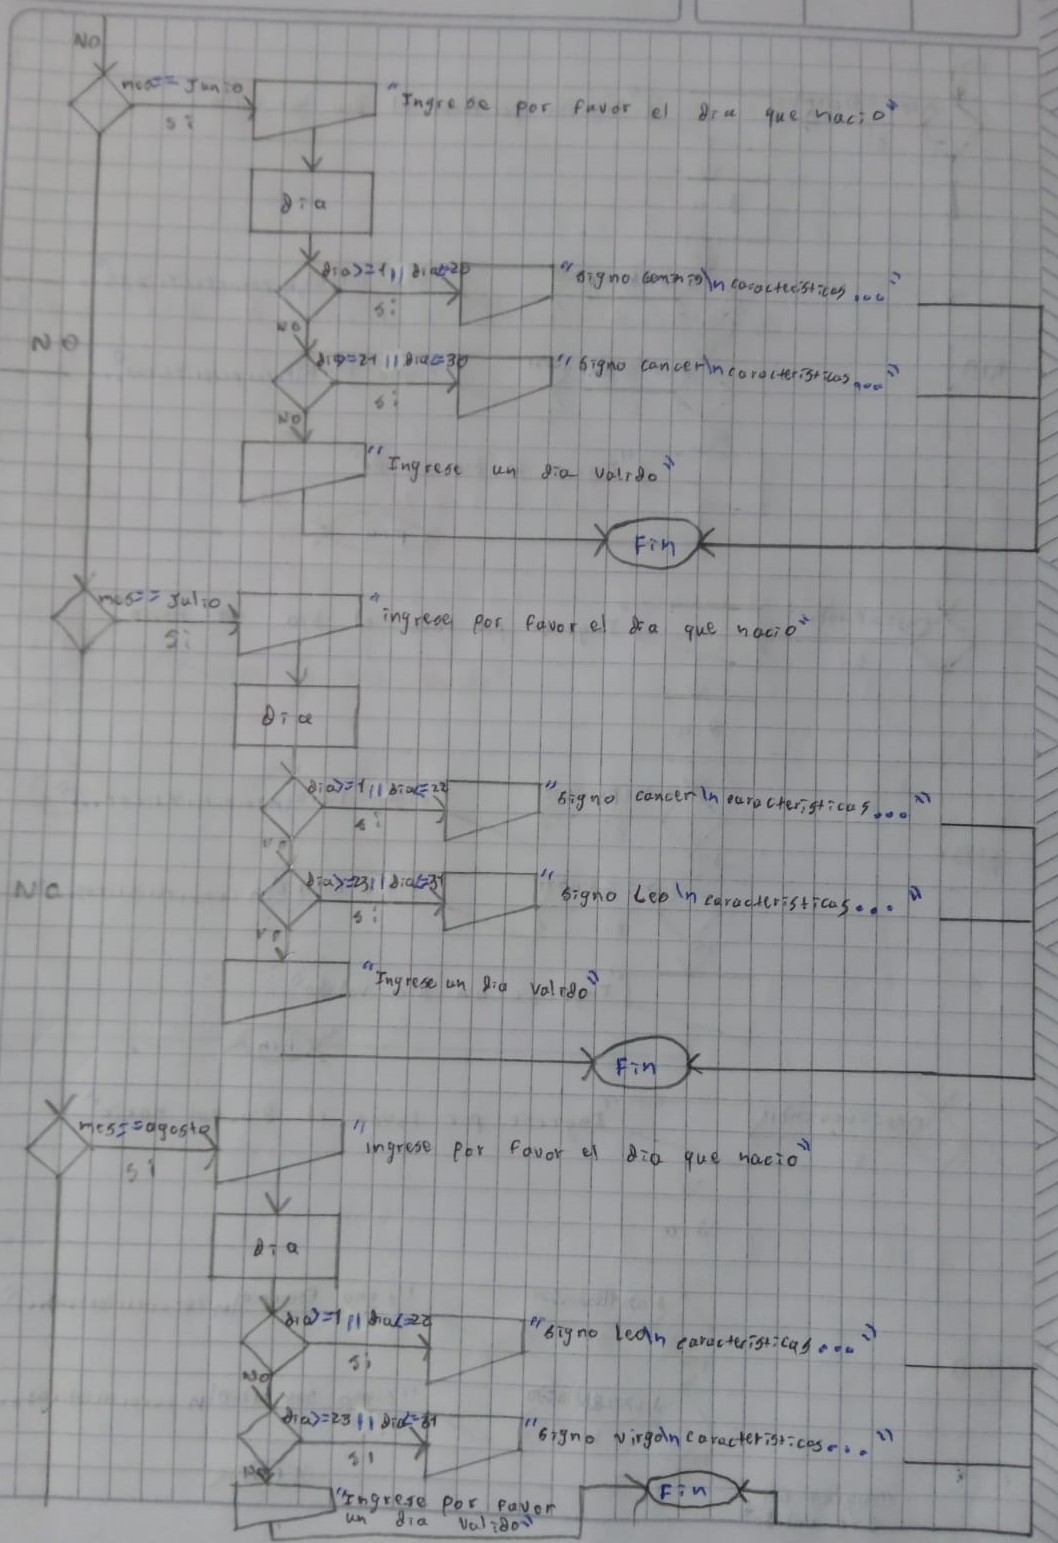 NO
mes== Junio
si
"Ingrese por favor el dia que nacio"
dia
dia>=1 || dia<=20
si
"signo Geminis\n caracteristicas..."
NO
NO
dia>=21 || dia<=30
si
"signo cancer\n caracteristicas..."
NO
"Ingrese un dia valido"
Fin
mes== Julio
si
"ingrese por favor el dia que nacio"
dia
dia>=1 || dia<=22
si
"signo cancer\n caracteristicas..."
NO
dia>=23 || dia<=31
si
"signo Leo\n caracteristicas..."
"Ingrese un dia valido"
Fin
mes==agosto
si
"ingrese por favor el dia que nacio"
dia
dia>=1 || dia<=22
si
"signo leo\n caracteristicas..."
NO
dia>=23 || dia<=31
si
"signo virgo\n caracteristicas..."
NO
"Ingrese por favor
un dia valido"
Fin